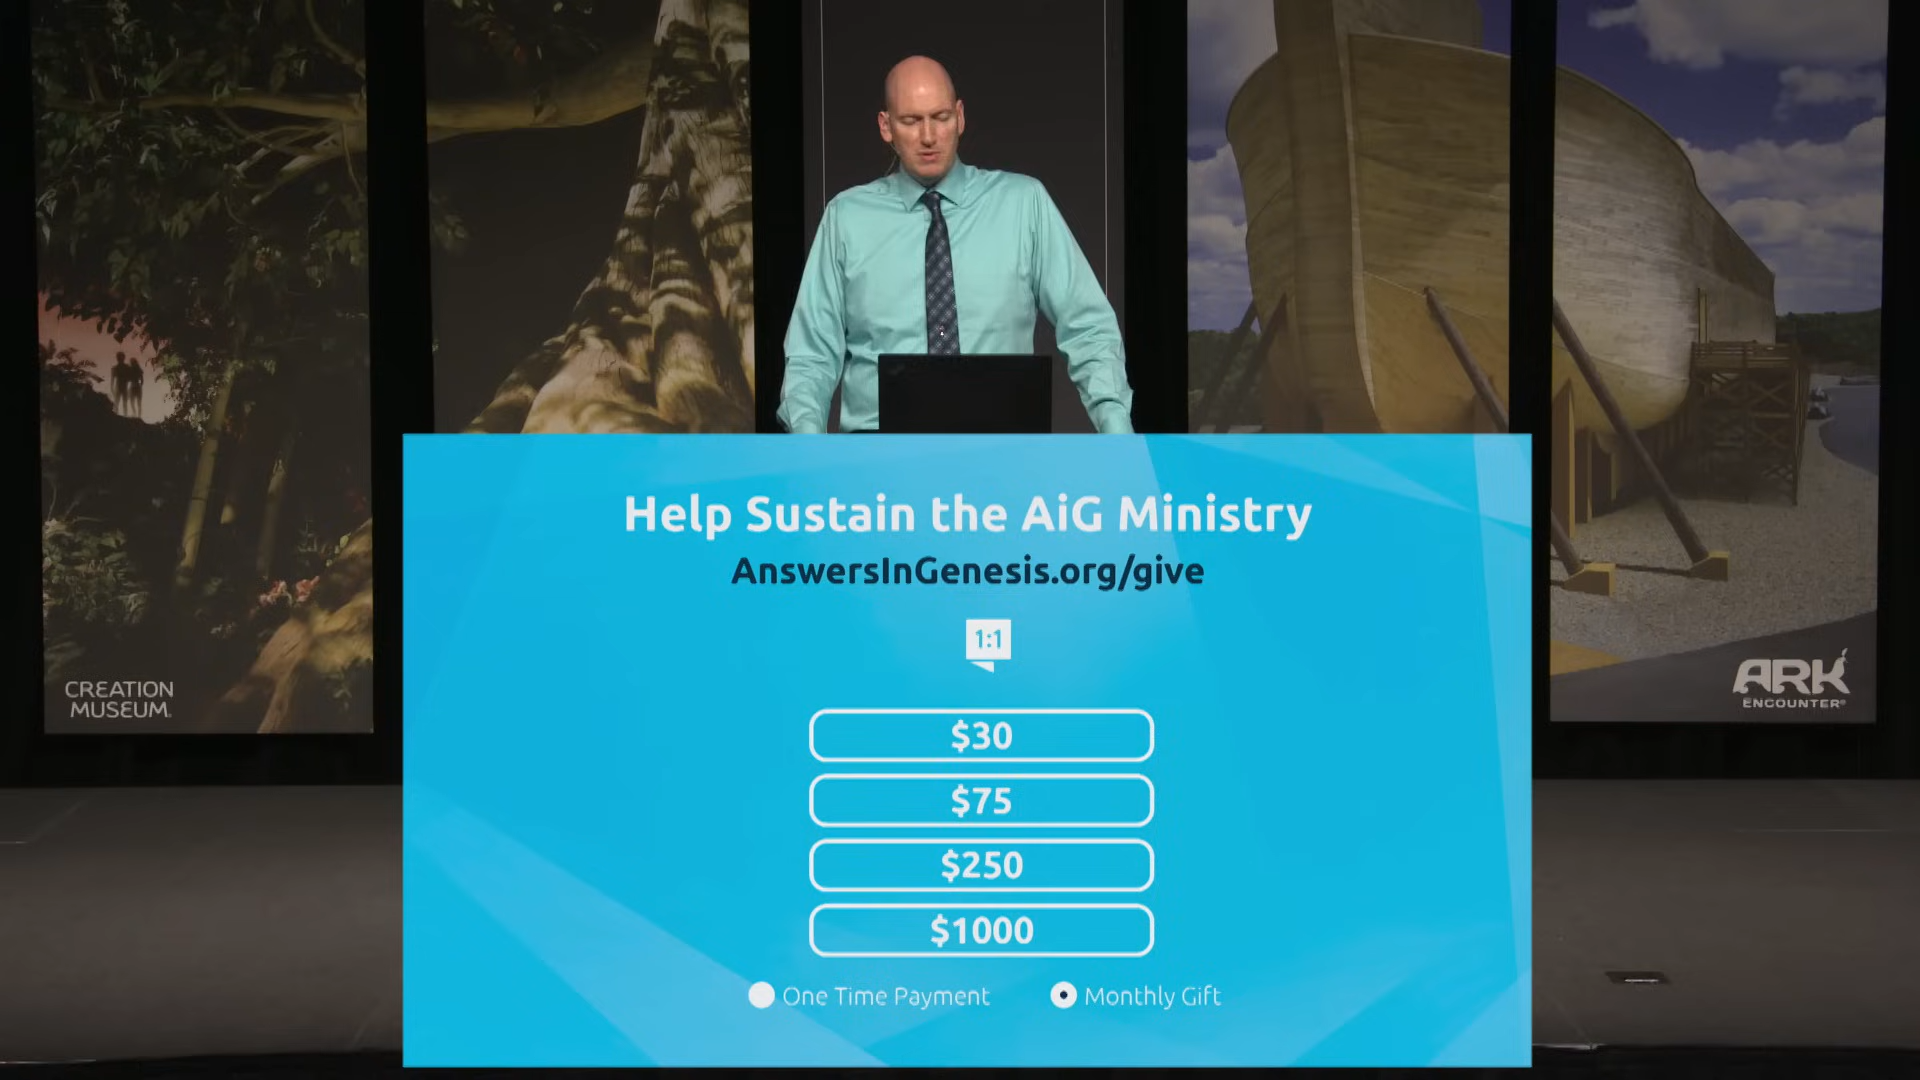 CREATION
MUSEUM
ARK
ENCOUNTER
Help Sustain the AiG Ministry
AnswersInGenesis.org/give
1:1
$30
$75
$250
$1000
One Time Payment
Monthly Gift